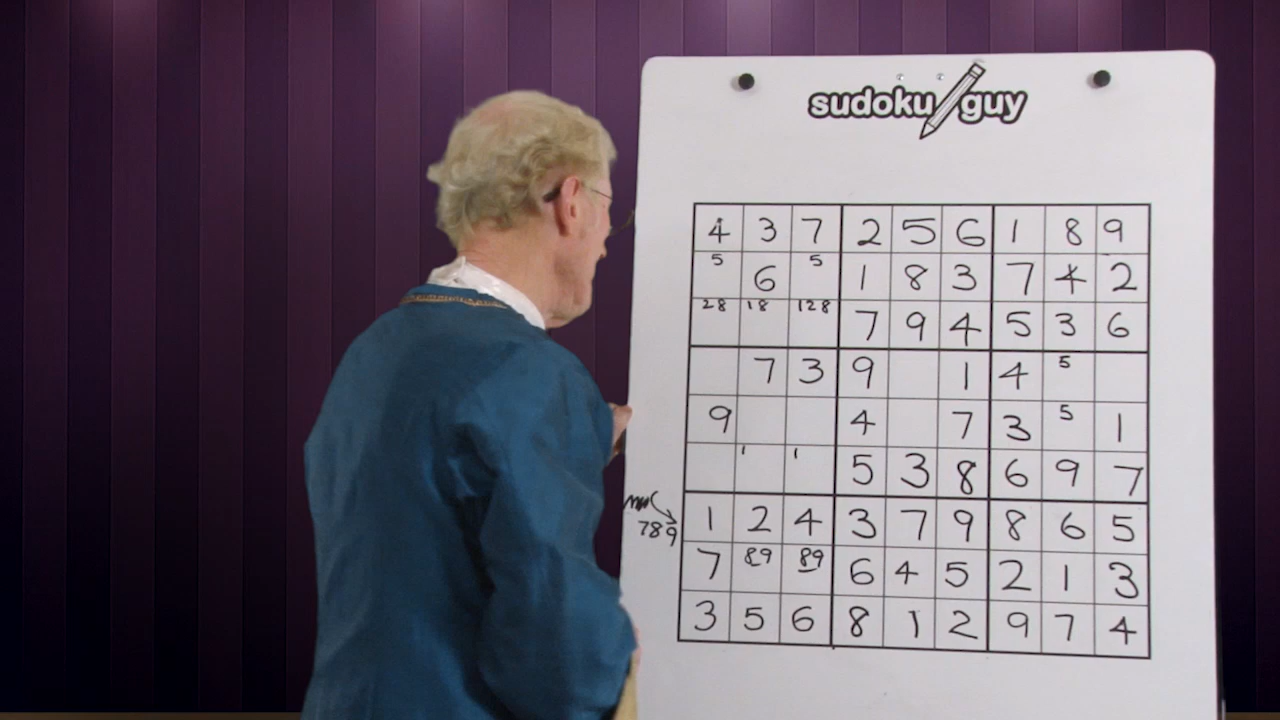 sudoku guy
4 3 7 2 5 6 1 8 9
5 6 5 1 8 3 7 4 2
28 18 128 7 9 4 5 3 6
7 3 9 1 4 5
9 4 7 3 5 1
1 1 5 3 8 6 9 7
1 2 4 3 7 9 8 6 5
789
7 89 89 6 4 5 2 1 3
3 5 6 8 1 2 9 7 4